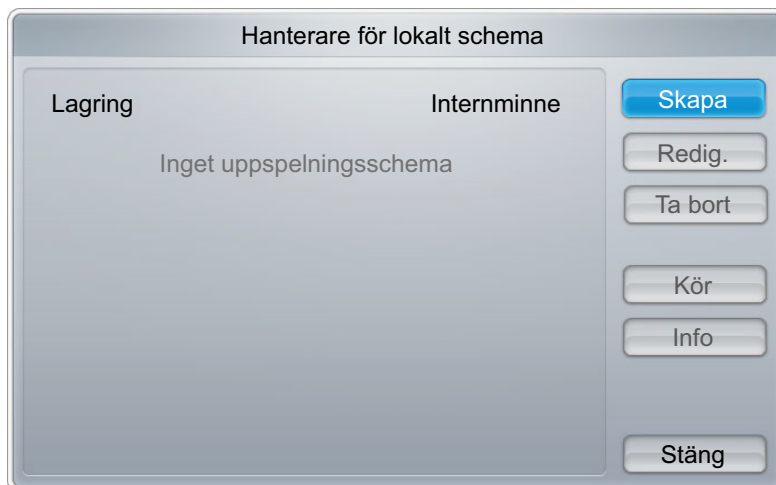 Hanterare för lokalt schema
Lagring Internminne
Inget uppspelningsschema
Skapa
Redig.
Ta bort
Kör
Info
Stäng